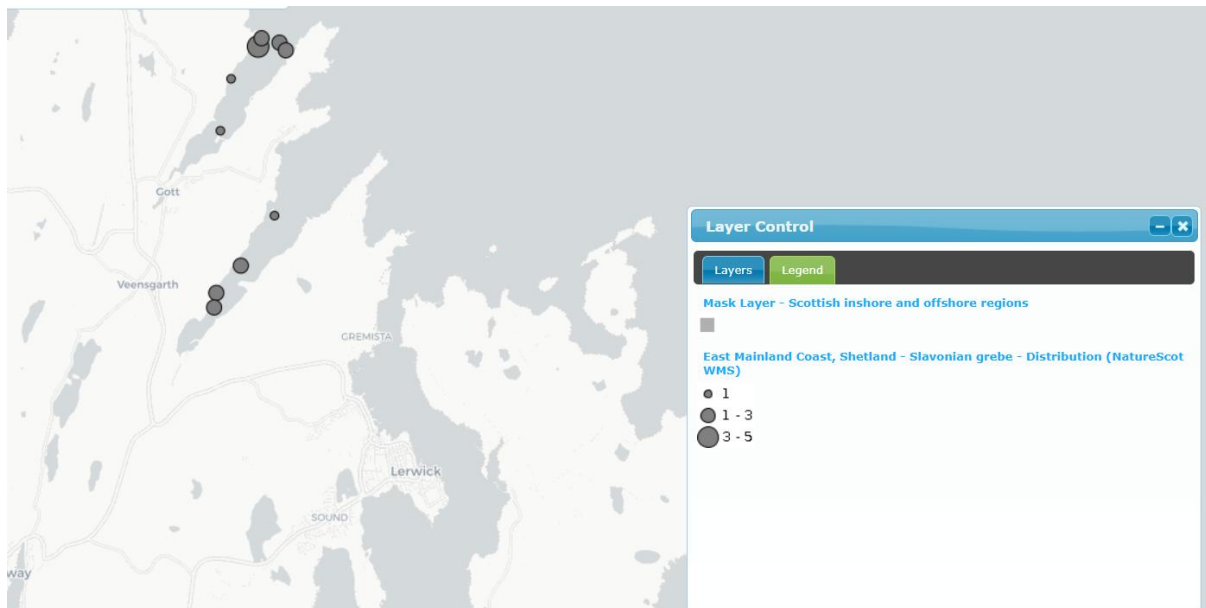 Gott
Veensgarth
GREMISTA
Lerwick
SOUND
way
Layer Control
Layers
Legend
Mask Layer - Scottish inshore and offshore regions
East Mainland Coast, Shetland - Slavonian grebe - Distribution (NatureScot
WMS)
1
1 - 3
3 - 5